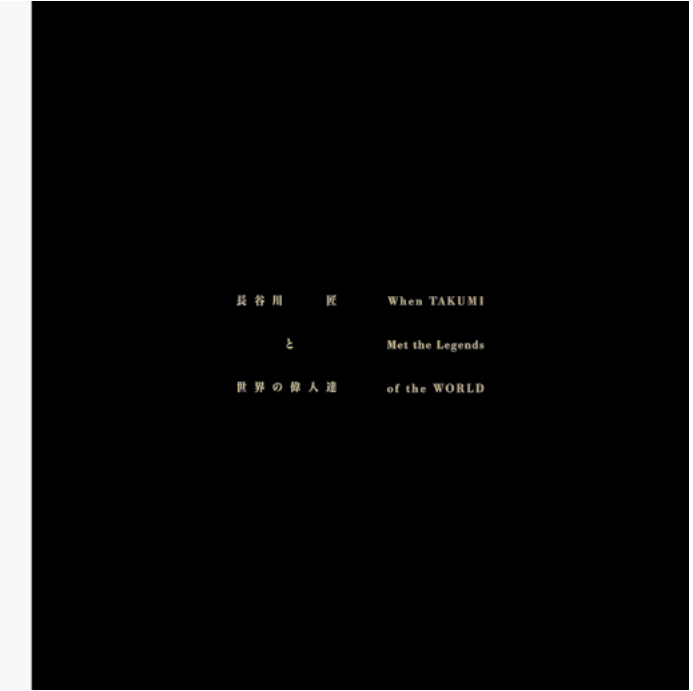 長谷川　匠
と
世界の偉人達
When TAKUMI
Met the Legends
of the WORLD